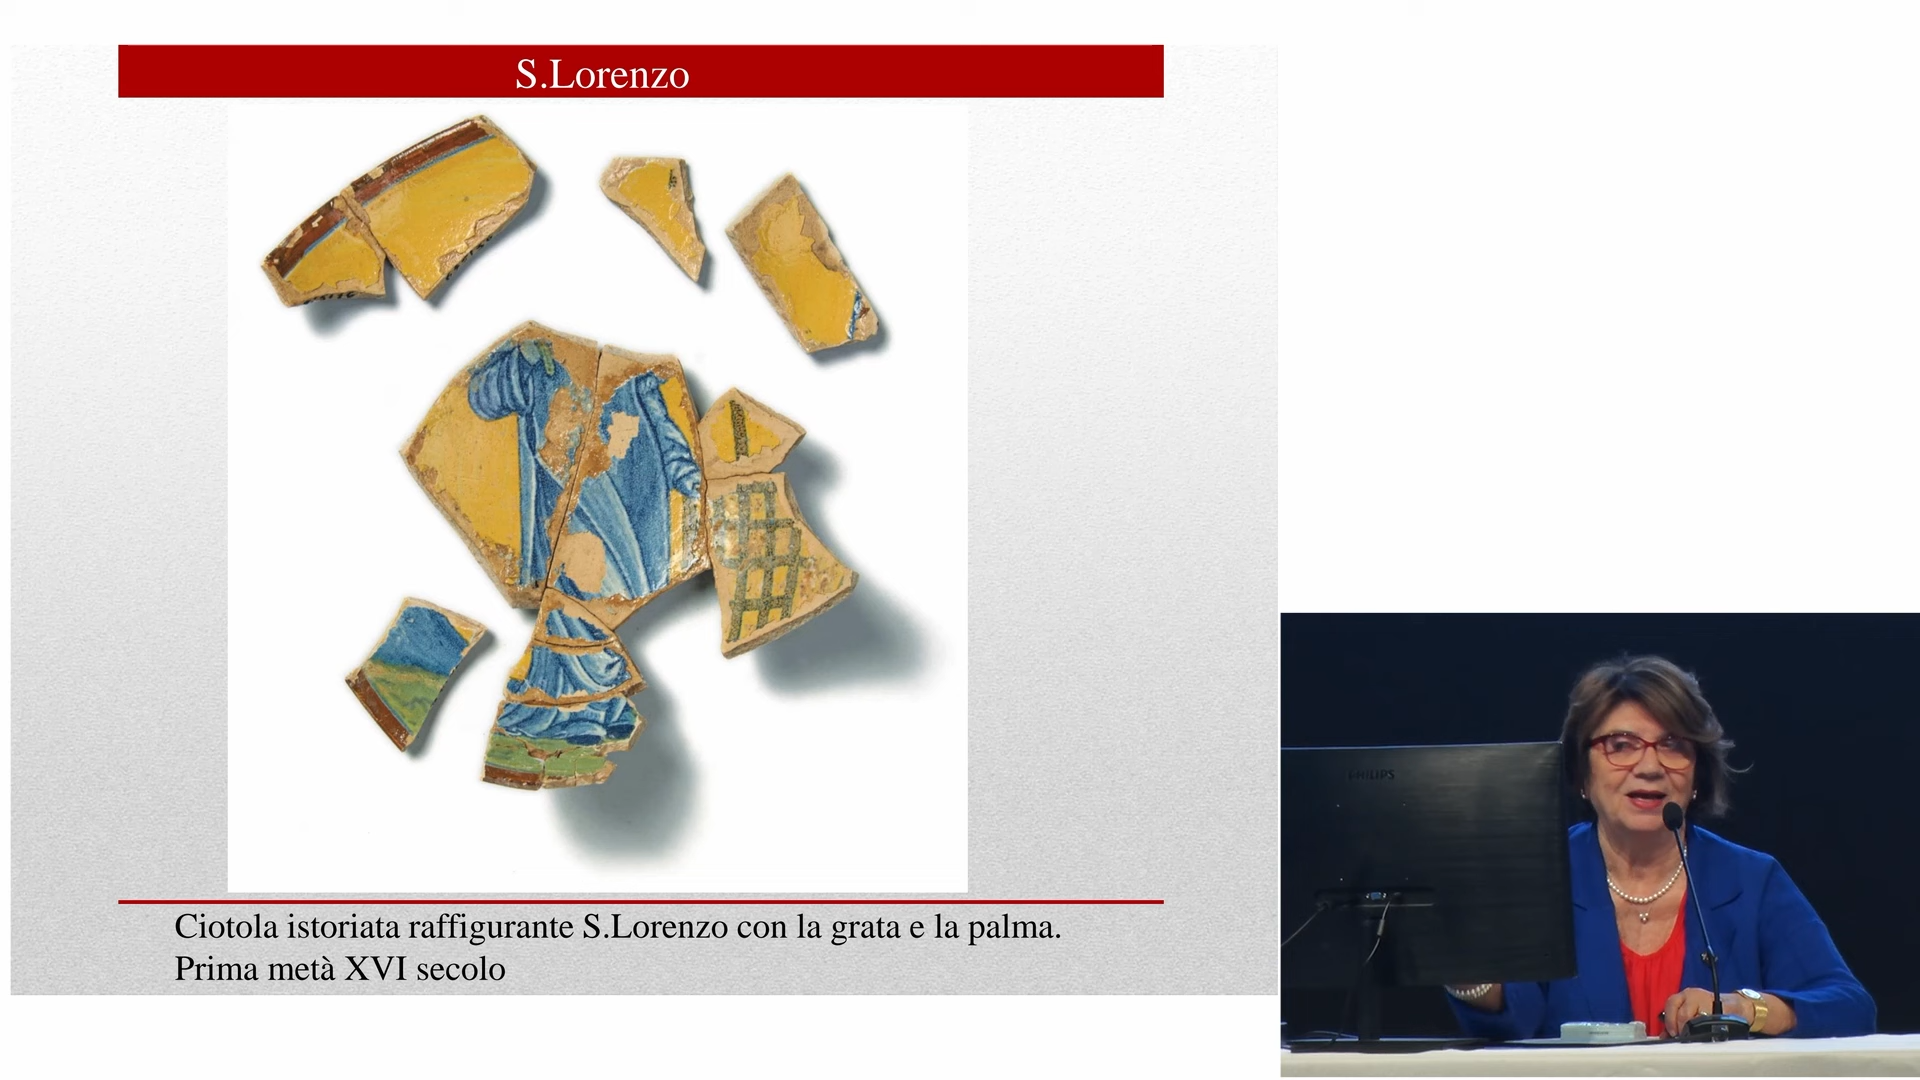 S.Lorenzo
Ciotola istoriata raffigurante S.Lorenzo con la grata e la palma.
Prima metà XVI secolo
PHILIPS